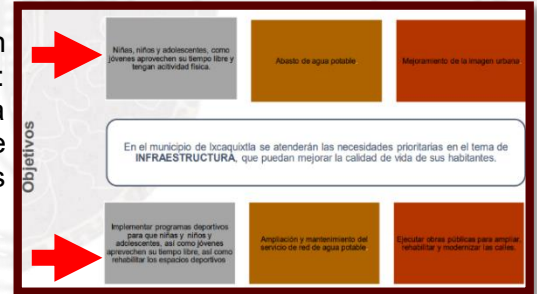 n
:
a
e
s
Objetivos
Niñas, niños y adolescentes, como
jóvenes aprovechen su tiempo libre y
tengan actividad física.
Abasto de agua potable.
Mejoramiento de la imagen urbana.
En el municipio de Ixcaquixtla se atenderán las necesidades prioritarias en el tema de
INFRAESTRUCTURA, que puedan mejorar la calidad de vida de sus habitantes.
Implementar programas deportivos
para que niñas y niños y
adolescentes, así como jóvenes
aprovechen su tiempo libre, así como
rehabilitar los espacios deportivos
Ampliación y mantenimiento del
servicio de red de agua potable.
Ejecutar obras públicas para ampliar,
rehabilitar y modernizar las calles.